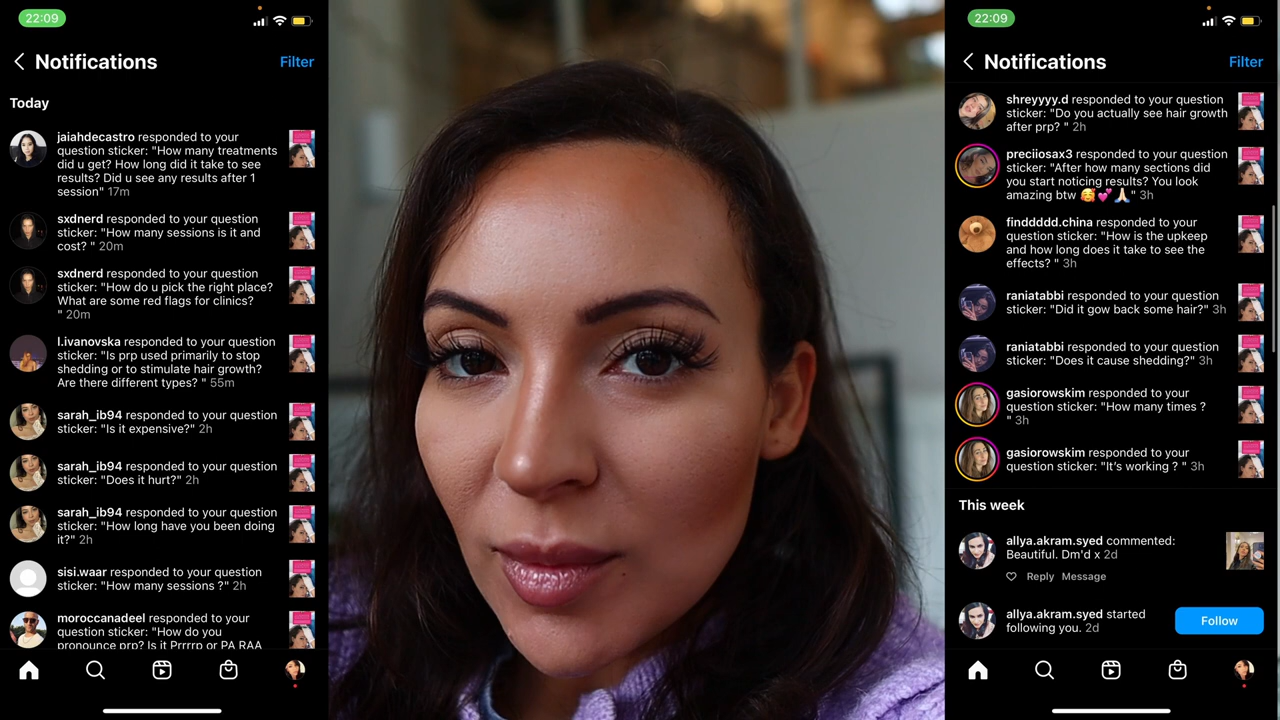 22:09
Notifications
Filter
Today
jaiahdecastro responded to your
question sticker: "How many treatments
did u get? How long did it take to see
results? Did u see any results after 1
session" 17m
sxdnerd responded to your question
sticker: "How many sessions is it and
cost? " 20m
sxdnerd responded to your question
sticker: "How do u pick the right place?
What are some red flags for clinics?
" 20m
l.ivanovska responded to your question
sticker: "Is prp used primarily to stop
shedding or to stimulate hair growth?
Are there different types? " 55m
sarah_ib94 responded to your question
sticker: "Is it expensive?" 2h
sarah_ib94 responded to your question
sticker: "Does it hurt?" 2h
sarah_ib94 responded to your question
sticker: "How long have you been doing
it?" 2h
sisi.waar responded to your question
sticker: "How many sessions ?" 2h
moroccanadeel responded to your
question sticker: "How do you
pronounce prp? Is it Prrrrp or PA RAA
22:09
Notifications
Filter
shreyyyy.d responded to your question
sticker: "Do you actually see hair growth
after prp? " 2h
preciiosax3 responded to your question
sticker: "After how many sections did
you start noticing results? You look
amazing btw 🥰💕🙏🏻" 3h
finddddd.china responded to your
question sticker: "How is the upkeep
and how long does it take to see the
effects? " 3h
raniatabbi responded to your question
sticker: "Did it gow back some hair?" 3h
raniatabbi responded to your question
sticker: "Does it cause shedding?" 3h
gasiorowskim responded to your
question sticker: "How many times ?
" 3h
gasiorowskim responded to your
question sticker: "It's working ? " 3h
This week
allya.akram.syed commented:
Beautiful. Dm'd x 2d
Reply Message
allya.akram.syed started
following you. 2d
Follow